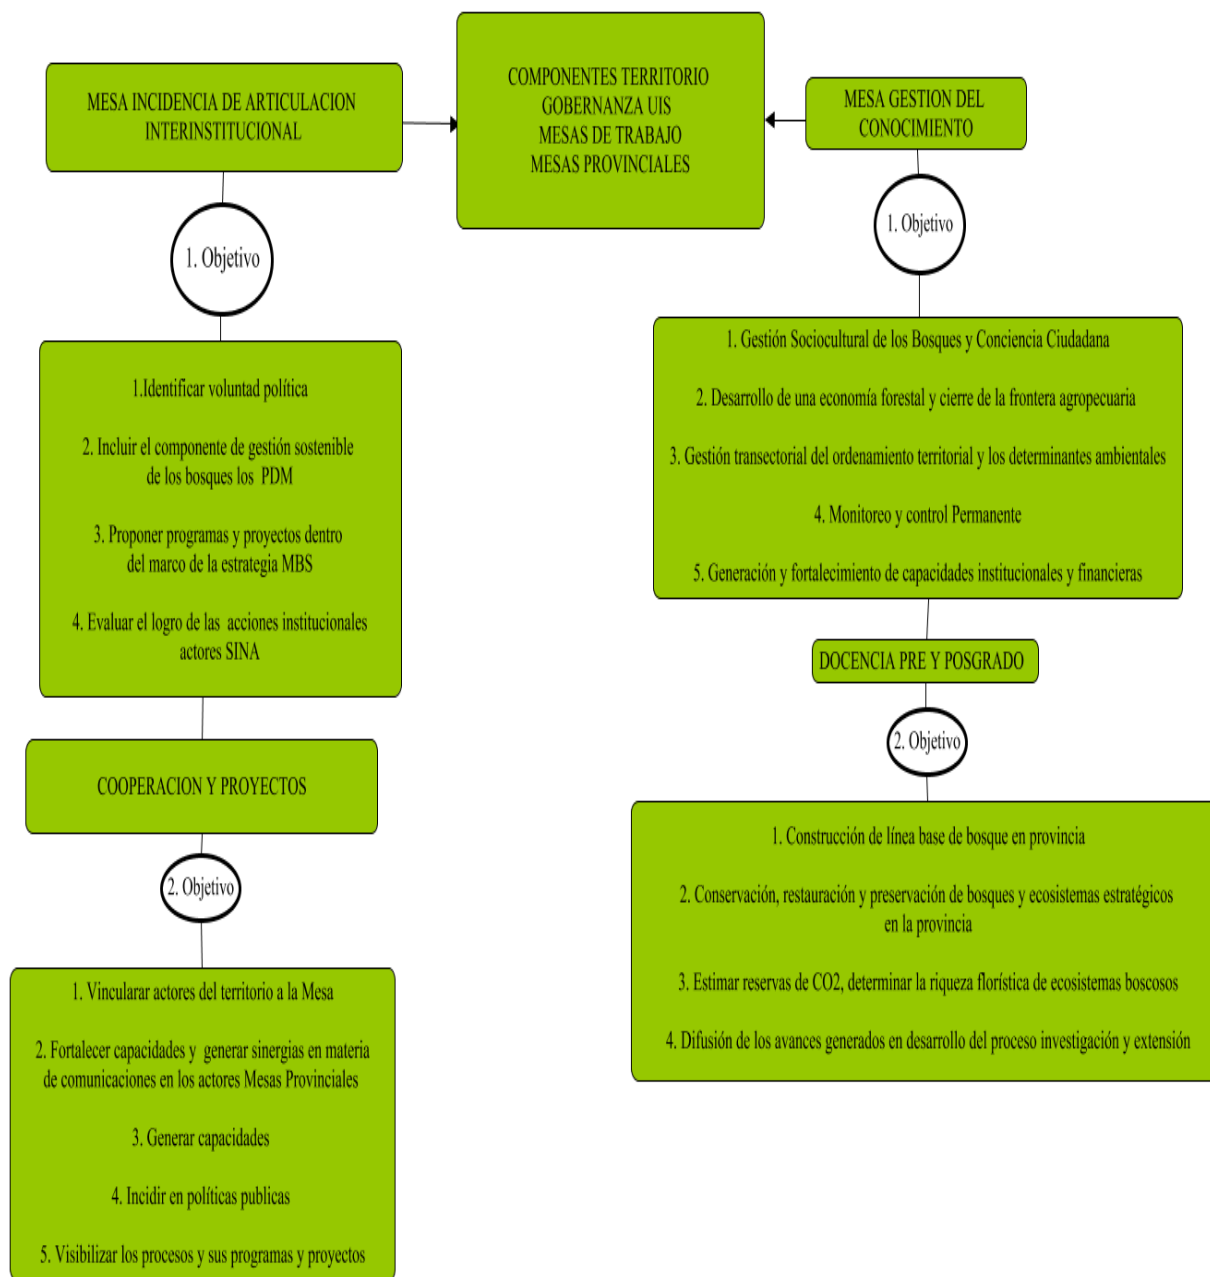 COMPONENTES TERRITORIO
GOBERNANZA UIS
MESAS DE TRABAJO
MESAS PROVINCIALES
MESA INCIDENCIA DE ARTICULACION
INTERINSTITUCIONAL
1. Objetivo
1.Identificar voluntad política
2. Incluir el componente de gestión sostenible
de los bosques los PDM
3. Proponer programas y proyectos dentro
del marco de la estrategia MBS
4. Evaluar el logro de las acciones institucionales
actores SINA
COOPERACION Y PROYECTOS
2. Objetivo
1. Vincularar actores del territorio a la Mesa
2. Fortalecer capacidades y generar sinergias en materia
de comunicaciones en los actores Mesas Provinciales
3. Generar capacidades
4. Incidir en políticas publicas
5. Visibilizar los procesos y sus programas y proyectos
MESA GESTION DEL
CONOCIMIENTO
1. Objetivo
1. Gestión Sociocultural de los Bosques y Conciencia Ciudadana
2. Desarrollo de una economía forestal y cierre de la frontera agropecuaria
3. Gestión transectorial del ordenamiento territorial y los determinantes ambientales
4. Monitoreo y control Permanente
5. Generación y fortalecimiento de capacidades institucionales y financieras
DOCENCIA PRE Y POSGRADO
2. Objetivo
1. Construcción de línea base de bosque en provincia
2. Conservación, restauración y preservación de bosques y ecosistemas estratégicos
en la provincia
3. Estimar reservas de CO2, determinar la riqueza florística de ecosistemas boscosos
4. Difusión de los avances generados en desarrollo del proceso investigación y extensión